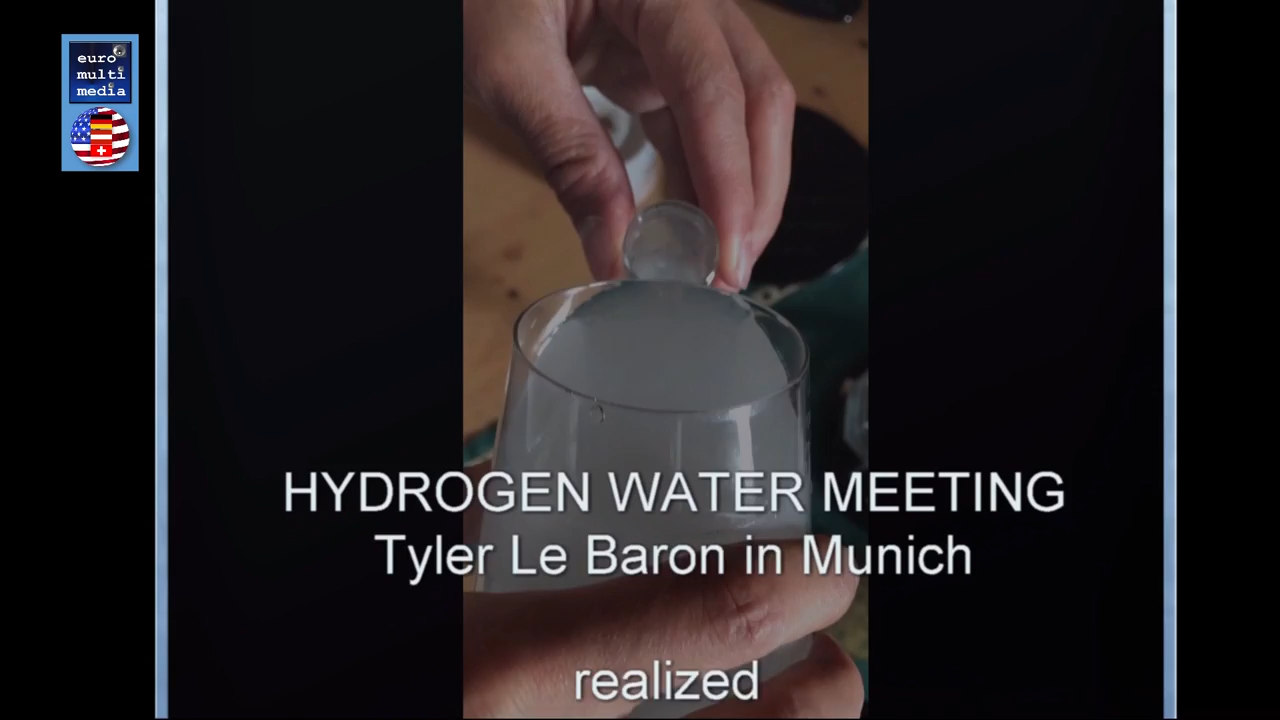 euro
multi
media
HYDROGEN WATER MEETING
Tyler Le Baron in Munich
realized